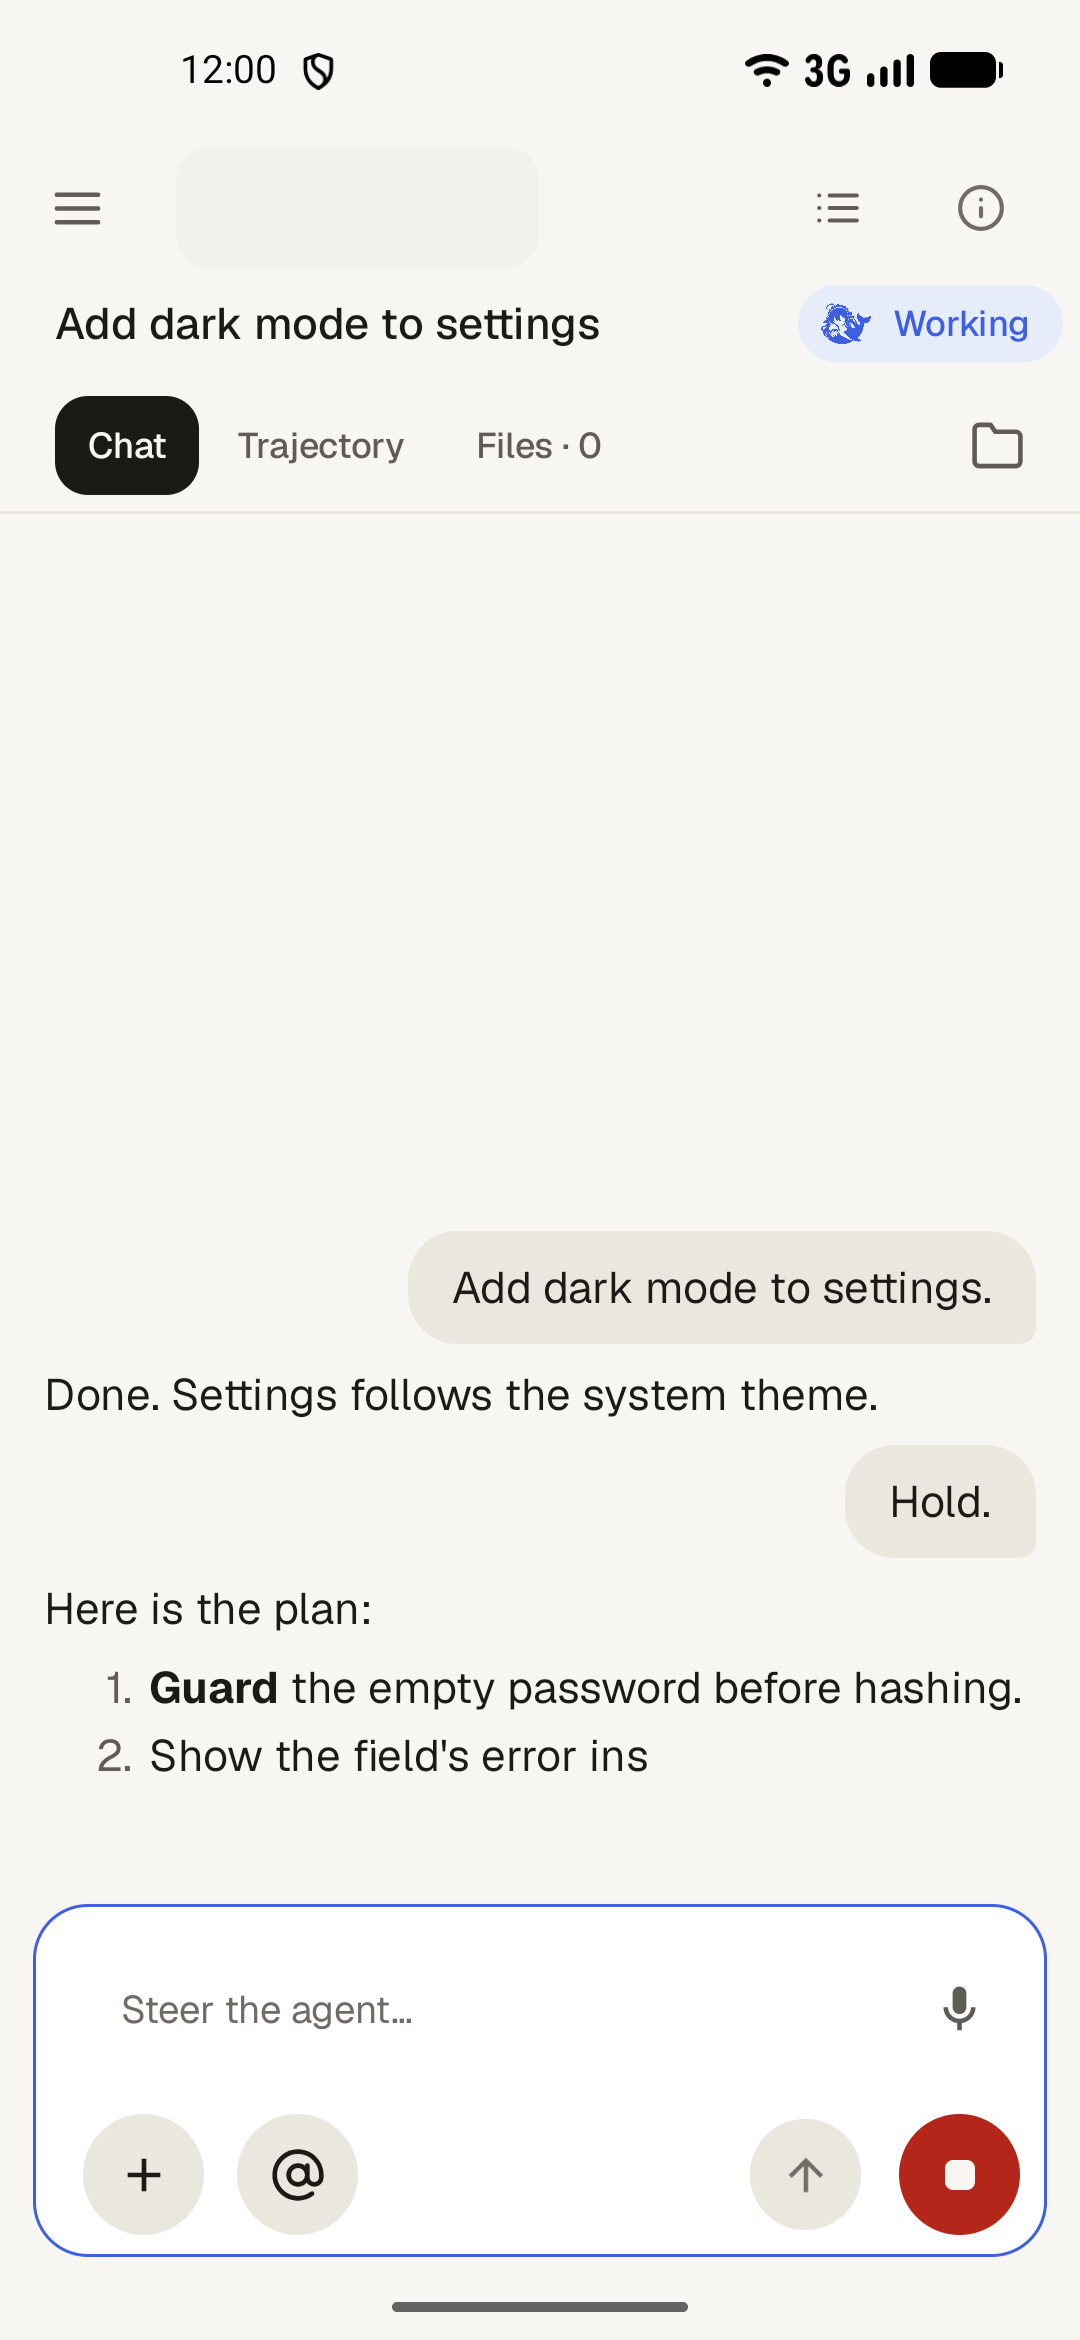 12:00
3G
Add dark mode to settings
Working
Chat
Trajectory
Files · 0
Add dark mode to settings.
Done. Settings follows the system theme.
Hold.
Here is the plan:
1. Guard the empty password before hashing.
2. Show the field's error ins
Steer the agent...